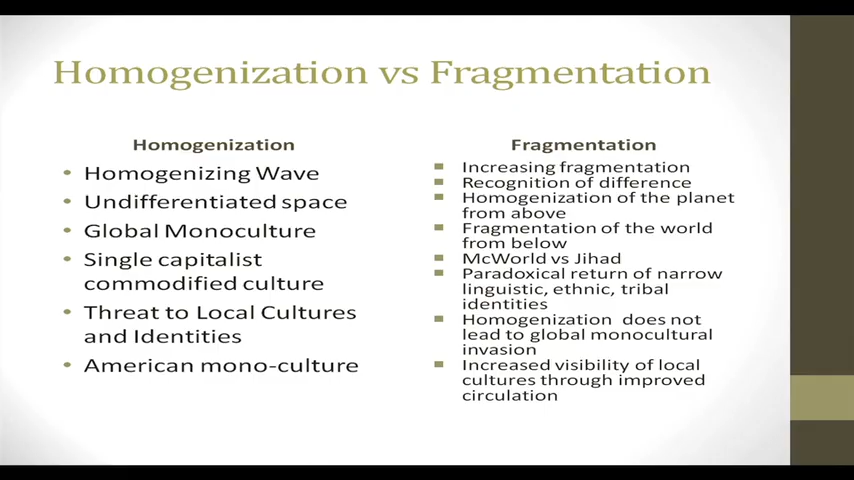 Homogenization vs Fragmentation
Homogenization
Homogenizing Wave
Undifferentiated space
Global Monoculture
Single capitalist
commodified culture
Threat to Local Cultures
and Identities
American mono-culture
Fragmentation
Increasing fragmentation
Recognition of difference
Homogenization of the planet
from above
Fragmentation of the world
from below
McWorld vs Jihad
Paradoxical return of narrow
linguistic, ethnic, tribal
identities
Homogenization does not
lead to global monocultural
invasion
Increased visibility of local
cultures through improved
circulation